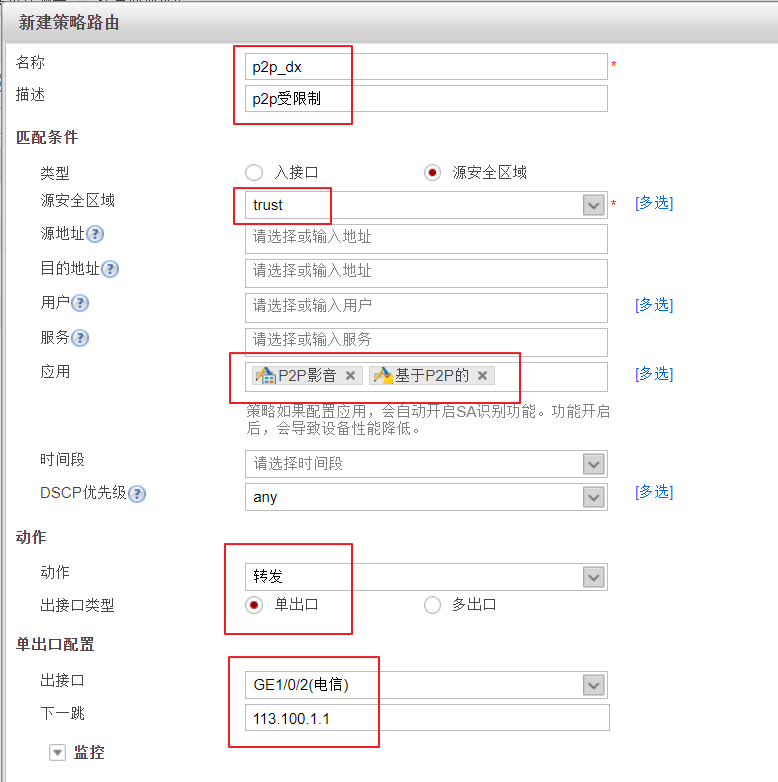 新建策略路由
名称 p2p_dx *
描述 p2p受限制
匹配条件
类型 入接口 源安全区域
源安全区域 trust * [多选]
源地址 ? 请选择或输入地址
目的地址 ? 请选择或输入地址
用户 ? 请选择或输入用户 [多选]
服务 ? 请选择或输入服务
应用 P2P影音 × 基于P2P的 × [多选]
策略如果配置应用，会自动开启SA识别功能。功能开启
后，会导致设备性能降低。
时间段 请选择时间段
DSCP优先级 ? any [多选]
动作
动作 转发
出接口类型 单出口 多出口
单出口配置
出接口 GE1/0/2(电信)
下一跳 113.100.1.1
监控